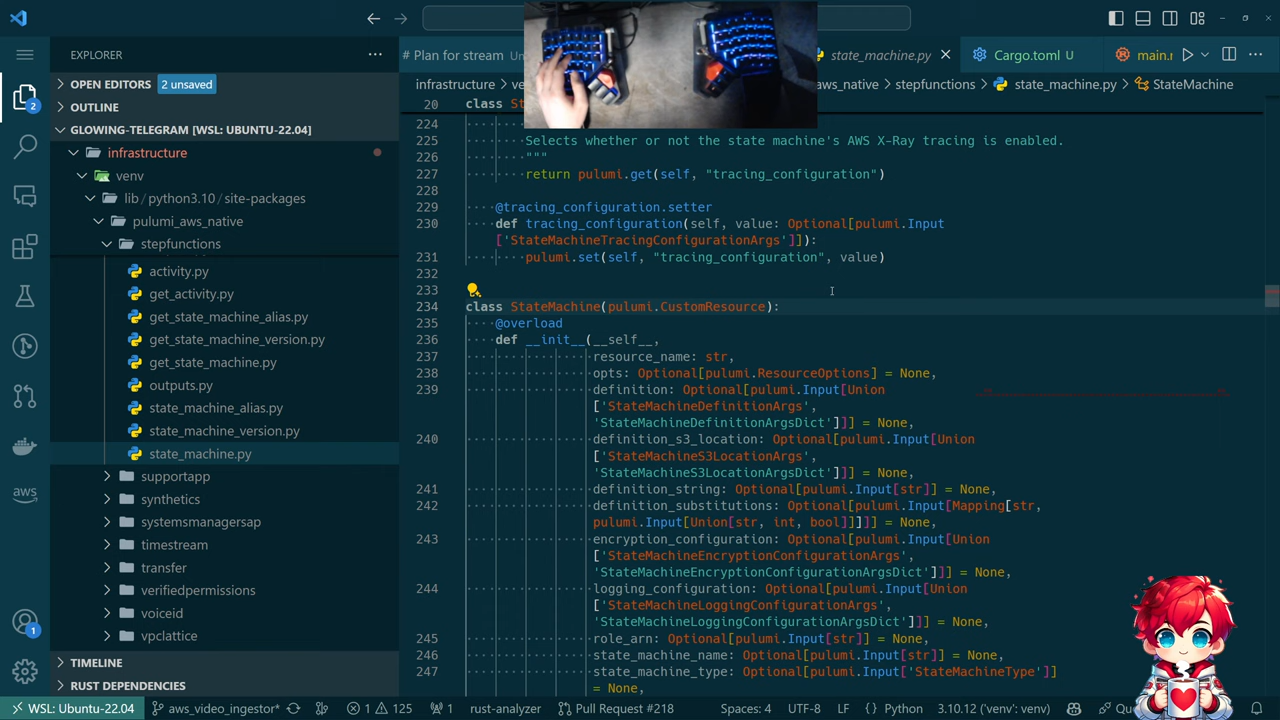 EXPLORER
OPEN EDITORS 2 unsaved
OUTLINE
GLOWING-TELEGRAM [WSL: UBUNTU-22.04]
infrastructure
venv
lib / python3.10 / site-packages
pulumi_aws_native
stepfunctions
activity.py
get_activity.py
get_state_machine_alias.py
get_state_machine_version.py
get_state_machine.py
outputs.py
state_machine_alias.py
state_machine_version.py
state_machine.py
supportapp
synthetics
systemsmanagersap
timestream
transfer
verifiedpermissions
voiceid
vpclattice
TIMELINE
RUST DEPENDENCIES
2
aws
1
# Plan for stream
state_machine.py
Cargo.toml U
infrastructure
stepfunctions > state_machine.py > StateMachine
20 class
224
225 Selects whether or not the state machine's AWS X-Ray tracing is enabled.
226 """
227 return pulumi.get(self, "tracing_configuration")
228
229 @tracing_configuration.setter
230 def tracing_configuration(self, value: Optional[pulumi.Input
['StateMachineTracingConfigurationArgs']]):
231 pulumi.set(self, "tracing_configuration", value)
232
233
234 class StateMachine(pulumi.CustomResource):
235 @overload
236 def __init__(__self__,
237 resource_name: str,
238 opts: Optional[pulumi.ResourceOptions] = None,
239 definition: Optional[pulumi.Input[Union
['StateMachineDefinitionArgs',
'StateMachineDefinitionArgsDict']]] = None,
240 definition_s3_location: Optional[pulumi.Input[Union
['StateMachineS3LocationArgs',
'StateMachineS3LocationArgsDict']]] = None,
241 definition_string: Optional[pulumi.Input[str]] = None,
242 definition_substitutions: Optional[pulumi.Input[Mapping[str,
pulumi.Input[Union[str, int, bool]]]]] = None,
243 encryption_configuration: Optional[pulumi.Input[Union
['StateMachineEncryptionConfigurationArgs',
'StateMachineEncryptionConfigurationArgsDict']]] = None,
244 logging_configuration: Optional[pulumi.Input[Union
['StateMachineLoggingConfigurationArgs',
'StateMachineLoggingConfigurationArgsDict']]] = None,
245 role_arn: Optional[pulumi.Input[str]] = None,
246 state_machine_name: Optional[pulumi.Input[str]] = None,
247 state_machine_type: Optional[pulumi.Input['StateMachineType']]
= None,
WSL: Ubuntu-22.04 aws_video_ingestor* 1 125 1 rust-analyzer Pull Request #218 Spaces: 4 UTF-8 LF Python 3.10.12 ('venv': venv)